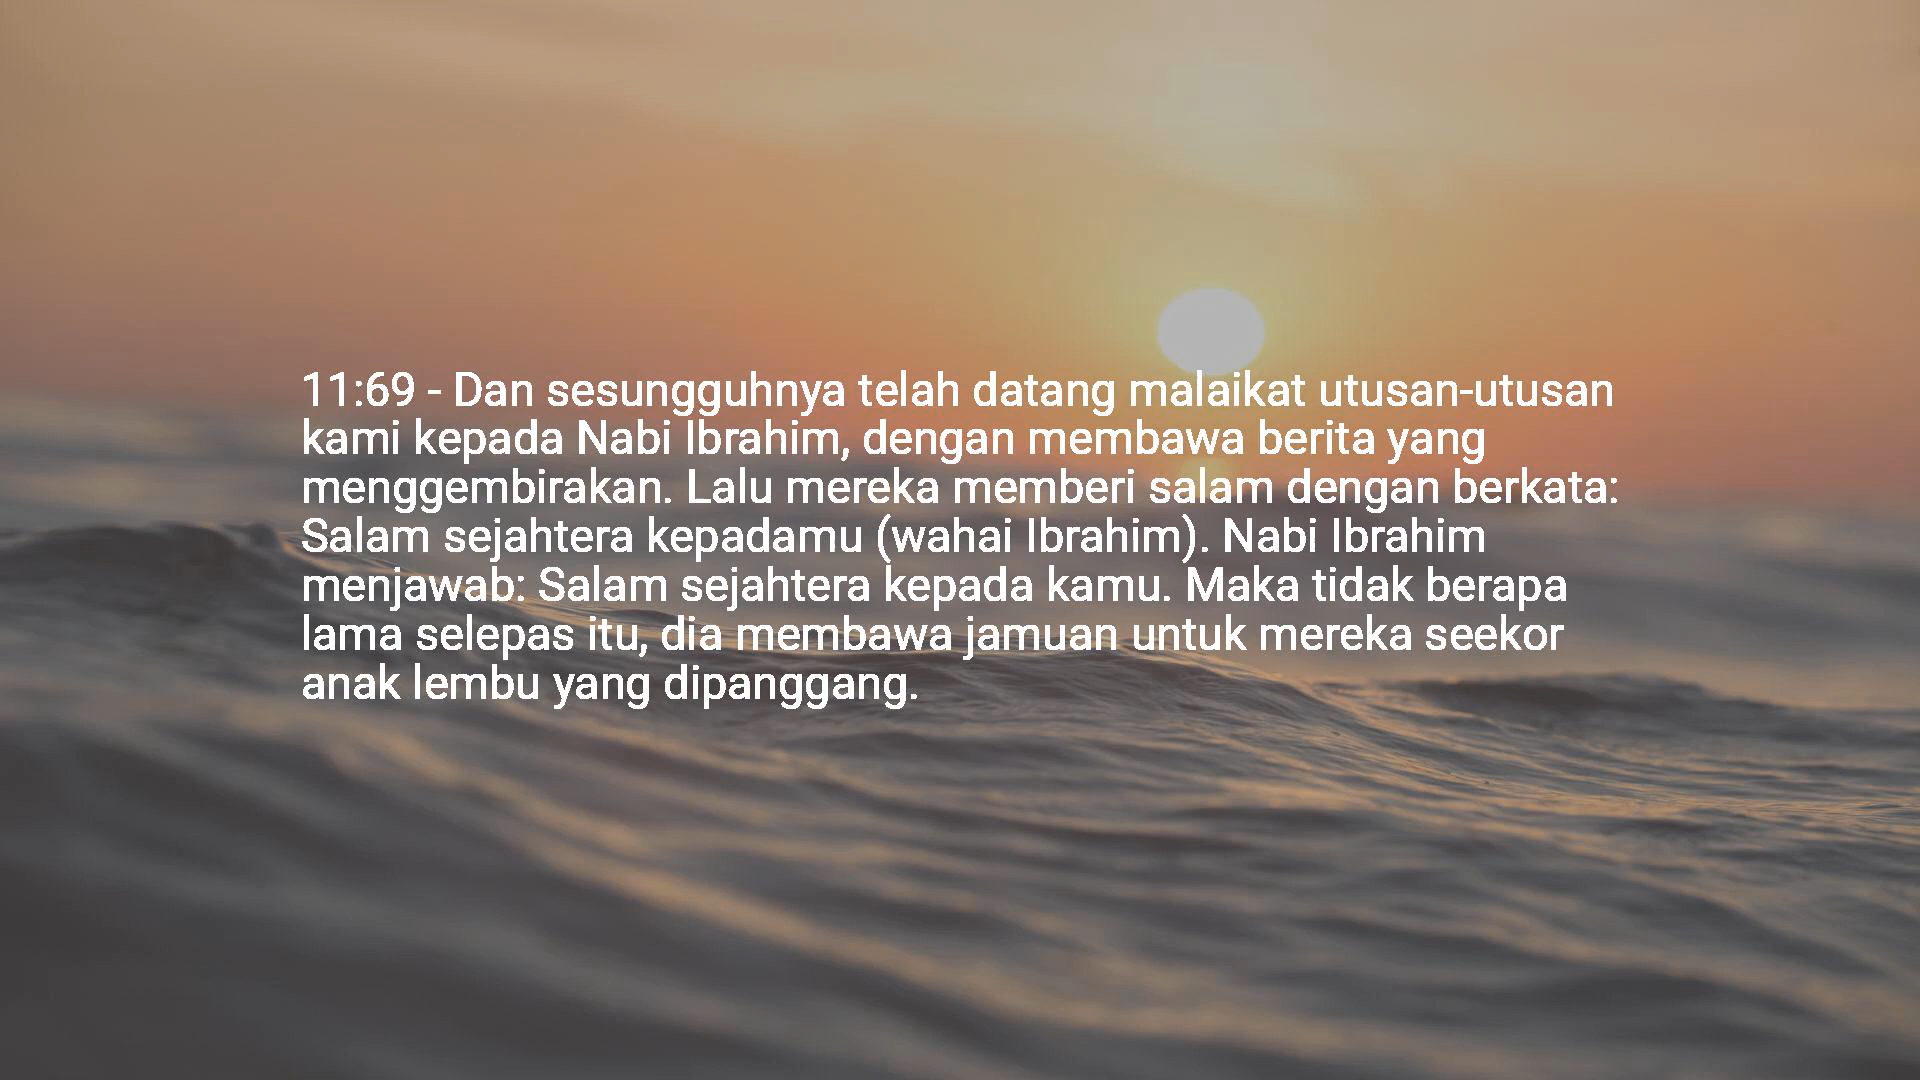 11:69 - Dan sesungguhnya telah datang malaikat utusan-utusan
kami kepada Nabi Ibrahim, dengan membawa berita yang
menggembirakan. Lalu mereka memberi salam dengan berkata:
Salam sejahtera kepadamu (wahai Ibrahim). Nabi Ibrahim
menjawab: Salam sejahtera kepada kamu. Maka tidak berapa
lama selepas itu, dia membawa jamuan untuk mereka seekor
anak lembu yang dipanggang.